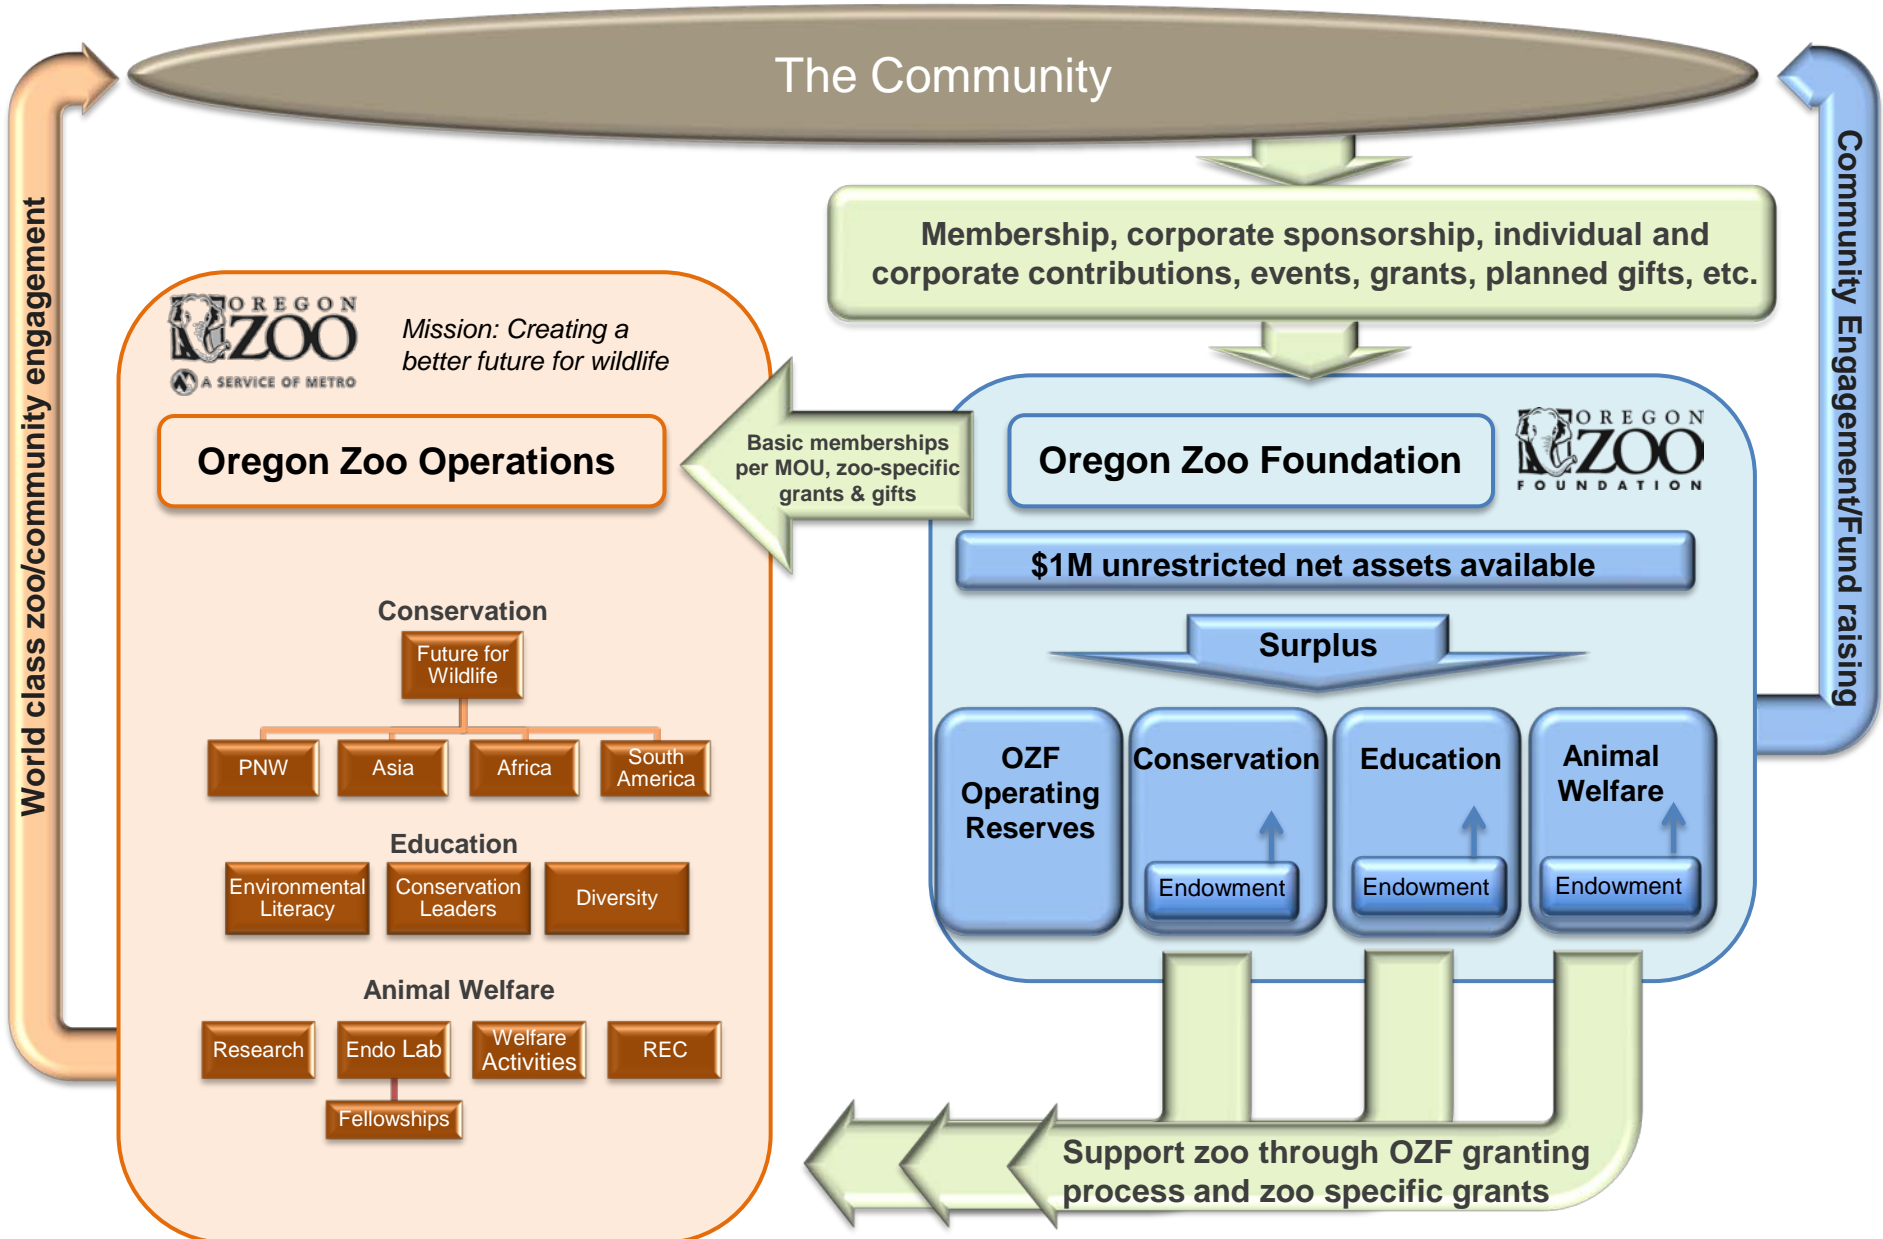 The Community
World class zoo/community engagement
Community Engagement/Fund raising
Membership, corporate sponsorship, individual and
corporate contributions, events, grants, planned gifts, etc.
OREGON
ZOO
A SERVICE OF METRO
Mission: Creating a
better future for wildlife
Oregon Zoo Operations
Basic memberships
per MOU, zoo-specific
grants & gifts
Oregon Zoo Foundation
OREGON
ZOO
FOUNDATION
$1M unrestricted net assets available
Surplus
OZF
Operating
Reserves
Conservation
Endowment
Education
Endowment
Animal
Welfare
Endowment
Conservation
Future for
Wildlife
PNW
Asia
Africa
South
America
Education
Environmental
Literacy
Conservation
Leaders
Diversity
Animal Welfare
Research
Endo Lab
Welfare
Activities
REC
Fellowships
Support zoo through OZF granting
process and zoo specific grants